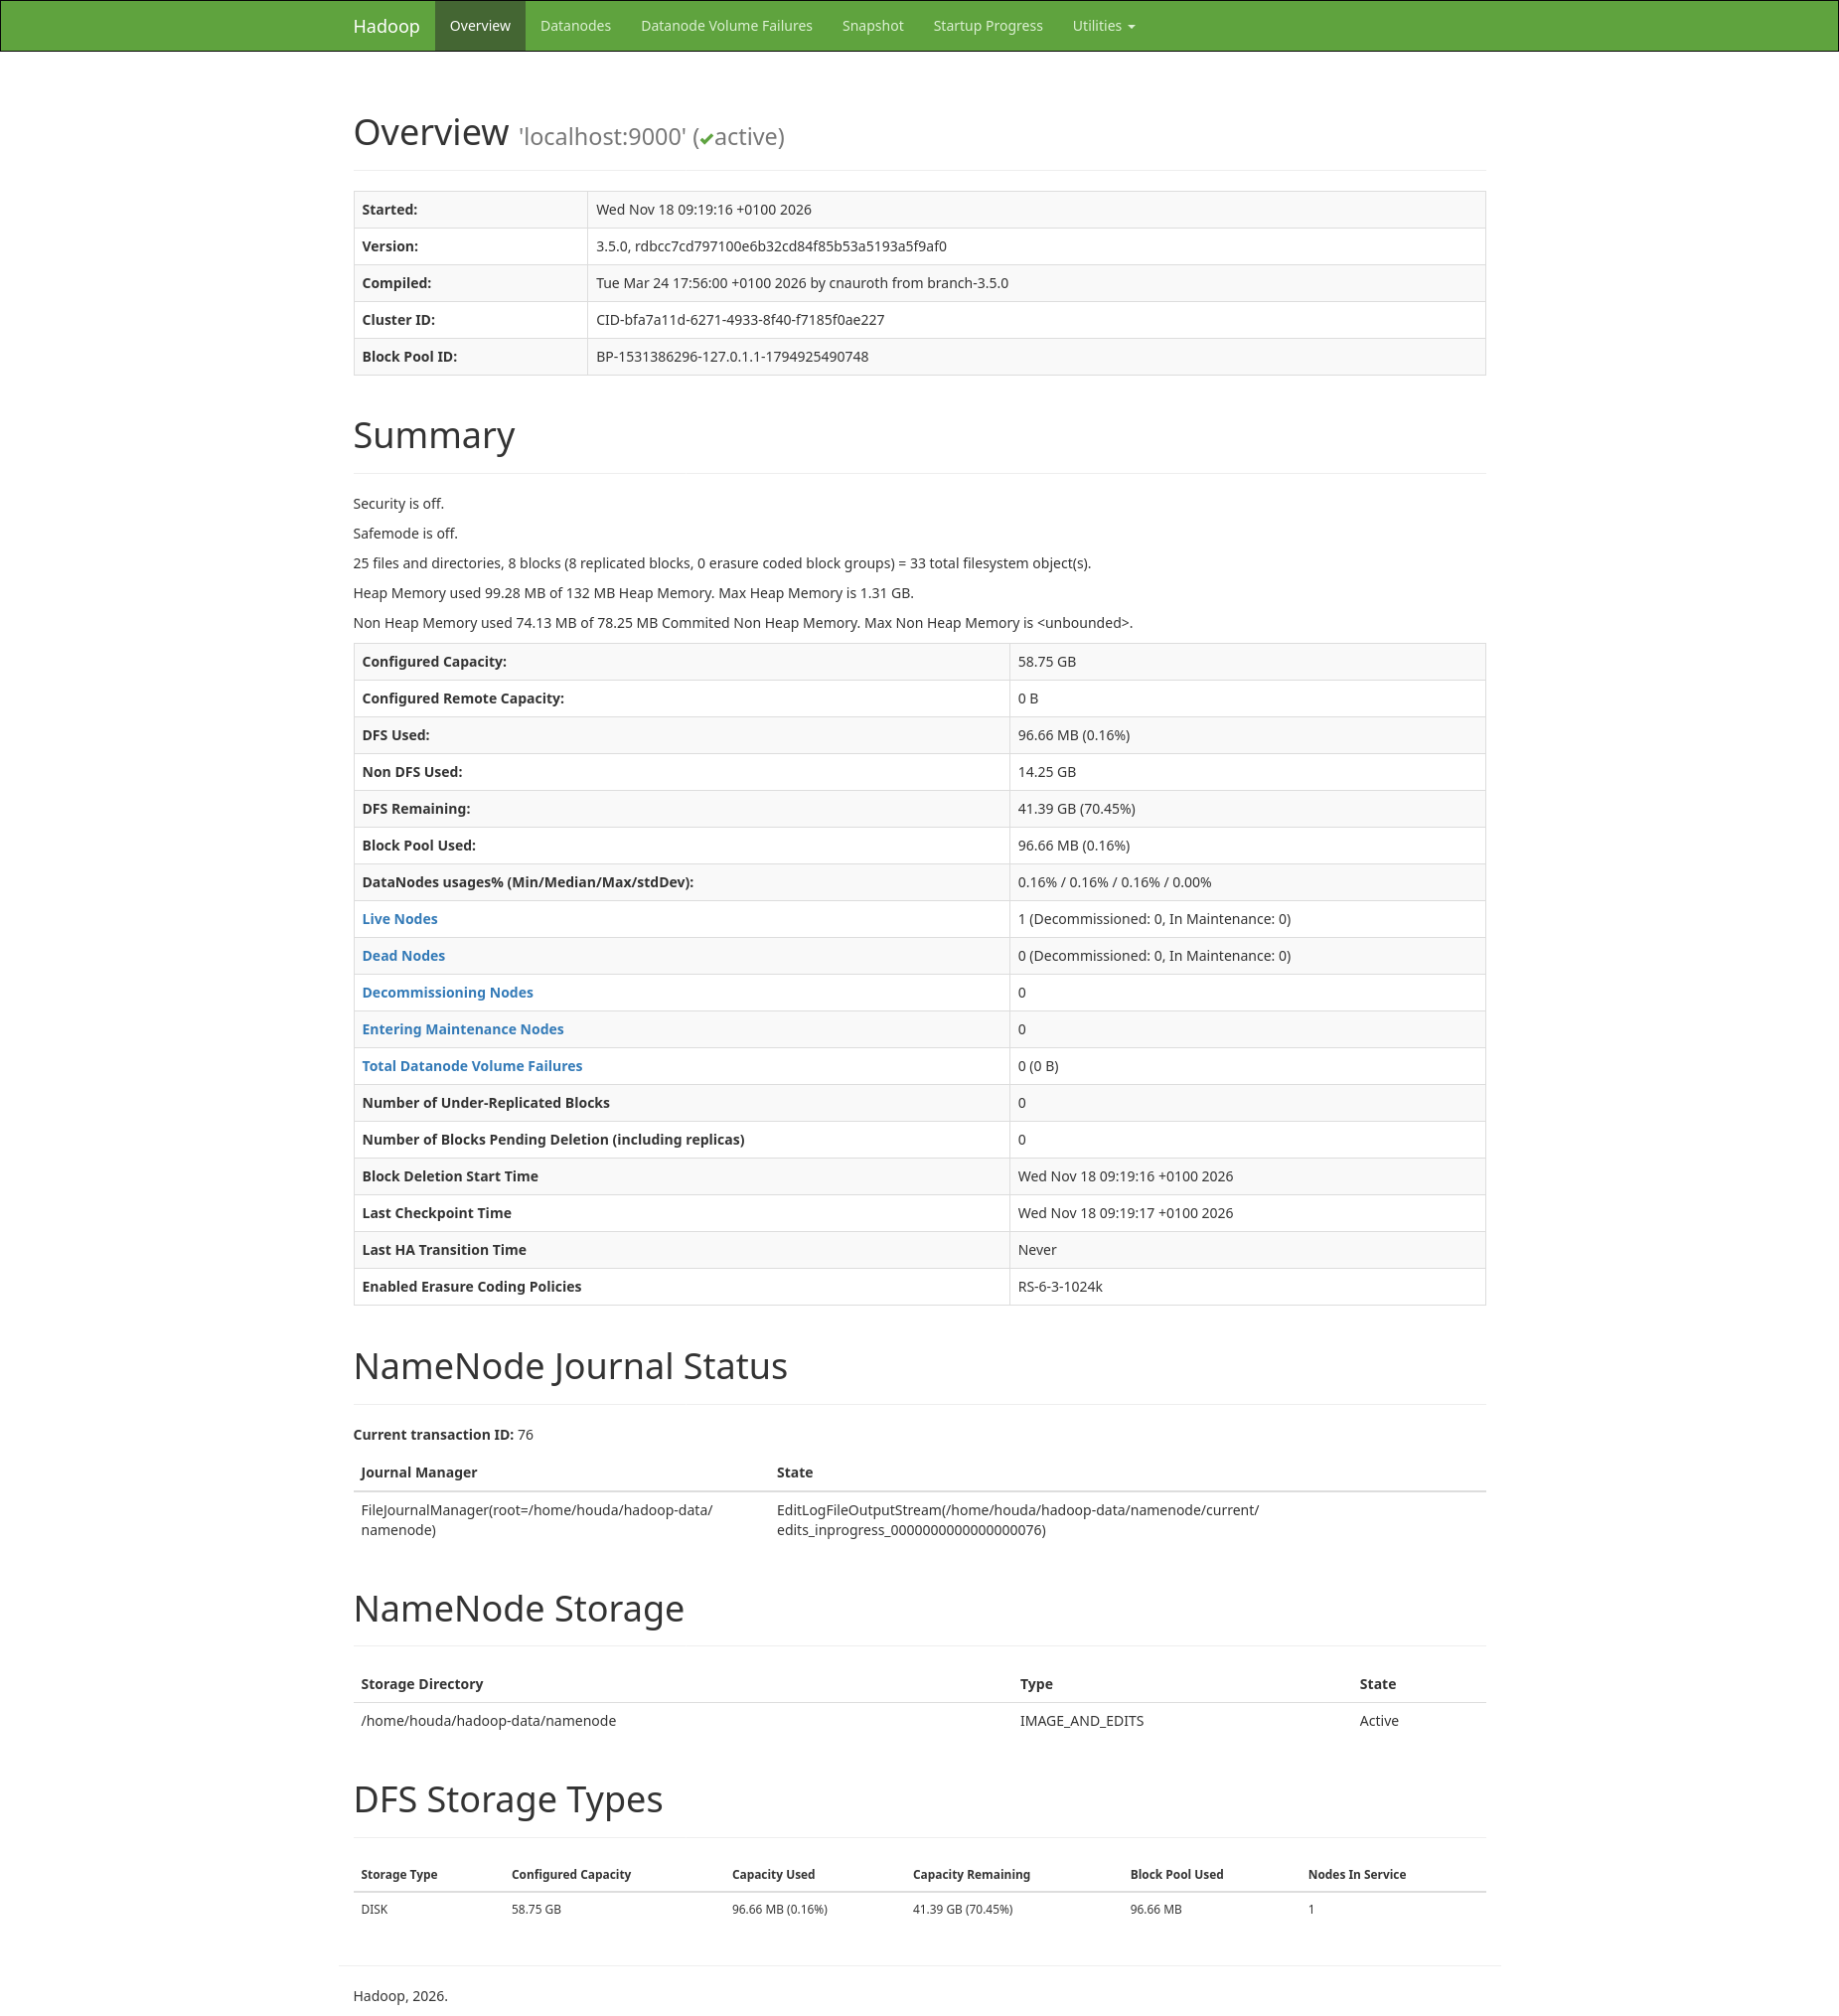 Hadoop Overview Datanodes Datanode Volume Failures Snapshot Startup Progress Utilities
Overview 'localhost:9000' (✔active)
Started: Wed Nov 18 09:19:16 +0100 2026
Version: 3.5.0, rdbcc7cd797100e6b32cd84f85b53a5193a5f9af0
Compiled: Tue Mar 24 17:56:00 +0100 2026 by cnauroth from branch-3.5.0
Cluster ID: CID-bfa7a11d-6271-4933-8f40-f7185f0ae227
Block Pool ID: BP-1531386296-127.0.1.1-1794925490748
Summary
Security is off.
Safemode is off.
25 files and directories, 8 blocks (8 replicated blocks, 0 erasure coded block groups) = 33 total filesystem object(s).
Heap Memory used 99.28 MB of 132 MB Heap Memory. Max Heap Memory is 1.31 GB.
Non Heap Memory used 74.13 MB of 78.25 MB Commited Non Heap Memory. Max Non Heap Memory is <unbounded>.
Configured Capacity: 58.75 GB
Configured Remote Capacity: 0 B
DFS Used: 96.66 MB (0.16%)
Non DFS Used: 14.25 GB
DFS Remaining: 41.39 GB (70.45%)
Block Pool Used: 96.66 MB (0.16%)
DataNodes usages% (Min/Median/Max/stdDev): 0.16% / 0.16% / 0.16% / 0.00%
Live Nodes 1 (Decommissioned: 0, In Maintenance: 0)
Dead Nodes 0 (Decommissioned: 0, In Maintenance: 0)
Decommissioning Nodes 0
Entering Maintenance Nodes 0
Total Datanode Volume Failures 0 (0 B)
Number of Under-Replicated Blocks 0
Number of Blocks Pending Deletion (including replicas) 0
Block Deletion Start Time Wed Nov 18 09:19:16 +0100 2026
Last Checkpoint Time Wed Nov 18 09:19:17 +0100 2026
Last HA Transition Time Never
Enabled Erasure Coding Policies RS-6-3-1024k
NameNode Journal Status
Current transaction ID: 76
Journal Manager State
FileJournalManager(root=/home/houda/hadoop-data/ EditLogFileOutputStream(/home/houda/hadoop-data/namenode/current/
namenode) edits_inprogress_0000000000000000076)
NameNode Storage
Storage Directory Type State
/home/houda/hadoop-data/namenode IMAGE_AND_EDITS Active
DFS Storage Types
Storage Type Configured Capacity Capacity Used Capacity Remaining Block Pool Used Nodes In Service
DISK 58.75 GB 96.66 MB (0.16%) 41.39 GB (70.45%) 96.66 MB 1
Hadoop, 2026.